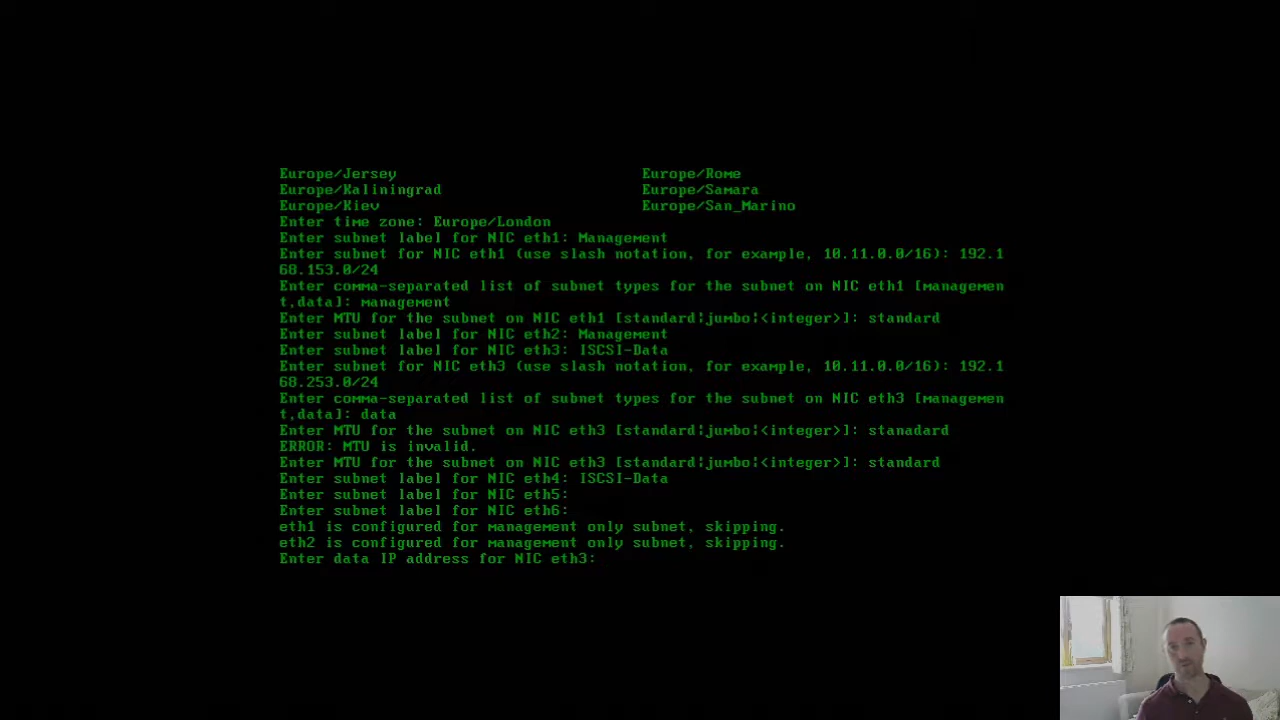 Europe/Jersey Europe/Rome
Europe/Kaliningrad Europe/Samara
Europe/Kiev Europe/San_Marino
Enter time zone: Europe/London
Enter subnet label for NIC eth1: Management
Enter subnet for NIC eth1 (use slash notation, for example, 10.11.0.0/16): 192.1
68.153.0/24
Enter comma-separated list of subnet types for the subnet on NIC eth1 [managemen
t,data]: management
Enter MTU for the subnet on NIC eth1 [standard¦jumbo¦<integer>]: standard
Enter subnet label for NIC eth2: Management
Enter subnet label for NIC eth3: ISCSI-Data
Enter subnet for NIC eth3 (use slash notation, for example, 10.11.0.0/16): 192.1
68.253.0/24
Enter comma-separated list of subnet types for the subnet on NIC eth3 [managemen
t,data]: data
Enter MTU for the subnet on NIC eth3 [standard¦jumbo¦<integer>]: stanadard
ERROR: MTU is invalid.
Enter MTU for the subnet on NIC eth3 [standard¦jumbo¦<integer>]: standard
Enter subnet label for NIC eth4: ISCSI-Data
Enter subnet label for NIC eth5:
Enter subnet label for NIC eth6:
eth1 is configured for management only subnet, skipping.
eth2 is configured for management only subnet, skipping.
Enter data IP address for NIC eth3: